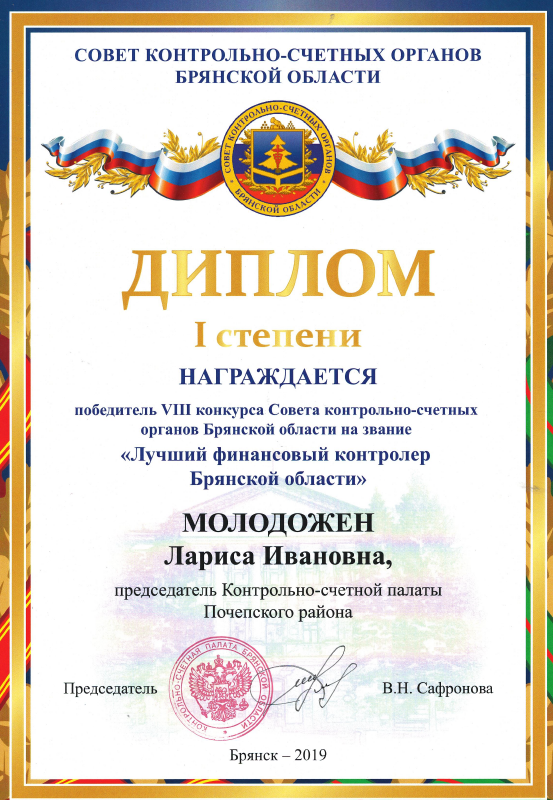 СОВЕТ КОНТРОЛЬНО-СЧЕТНЫХ ОРГАНОВ
БРЯНСКОЙ ОБЛАСТИ
СОВЕТ КОНТРОЛЬНО-СЧЕТНЫХ ОРГАНОВ
БРЯНСКОЙ ОБЛАСТИ
ДИПЛОМ
I степени
НАГРАЖДАЕТСЯ
победитель VIII конкурса Совета контрольно-счетных
органов Брянской области на звание
«Лучший финансовый контролер
Брянской области»
МОЛОДОЖЕН
Лариса Ивановна,
председатель Контрольно-счетной палаты
Почепского района
КОНТРОЛЬНО-СЧЕТНАЯ ПАЛАТА БРЯНСКОЙ ОБЛАСТИ
Председатель
В.Н. Сафронова
Брянск – 2019